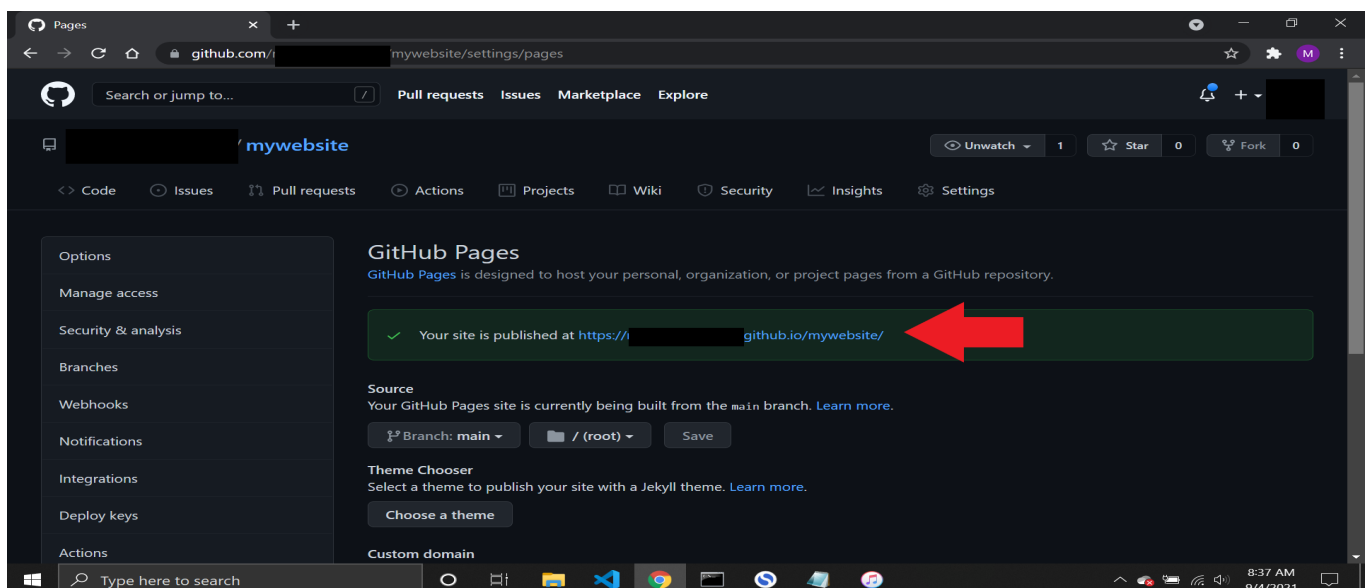 Pages
github.com/ mywebsite/settings/pages
M
Search or jump to... / Pull requests Issues Marketplace Explore
/ mywebsite
Unwatch 1 Star 0 Fork 0
<> Code Issues Pull requests Actions Projects Wiki Security Insights Settings
Options
Manage access
Security & analysis
Branches
Webhooks
Notifications
Integrations
Deploy keys
Actions
GitHub Pages
GitHub Pages is designed to host your personal, organization, or project pages from a GitHub repository.
Your site is published at https:// github.io/mywebsite/
Source
Your GitHub Pages site is currently being built from the main branch. Learn more.
Branch: main / (root) Save
Theme Chooser
Select a theme to publish your site with a Jekyll theme. Learn more.
Choose a theme
Custom domain
Type here to search
8:37 AM
9/4/2021